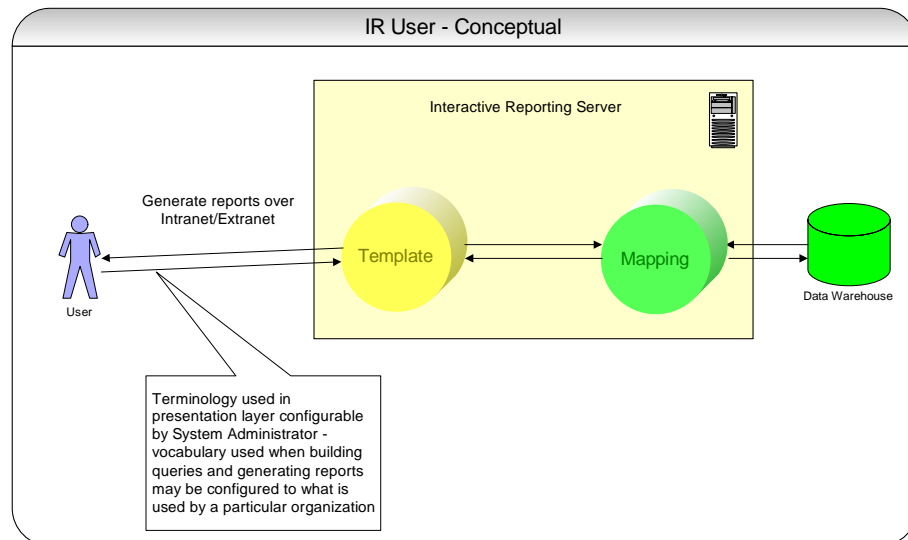 IR User - Conceptual
Interactive Reporting Server
Generate reports over
Intranet/Extranet
Template
Mapping
User
Data Warehouse
Terminology used in
presentation layer configurable
by System Administrator -
vocabulary used when building
queries and generating reports
may be configured to what is
used by a particular organization